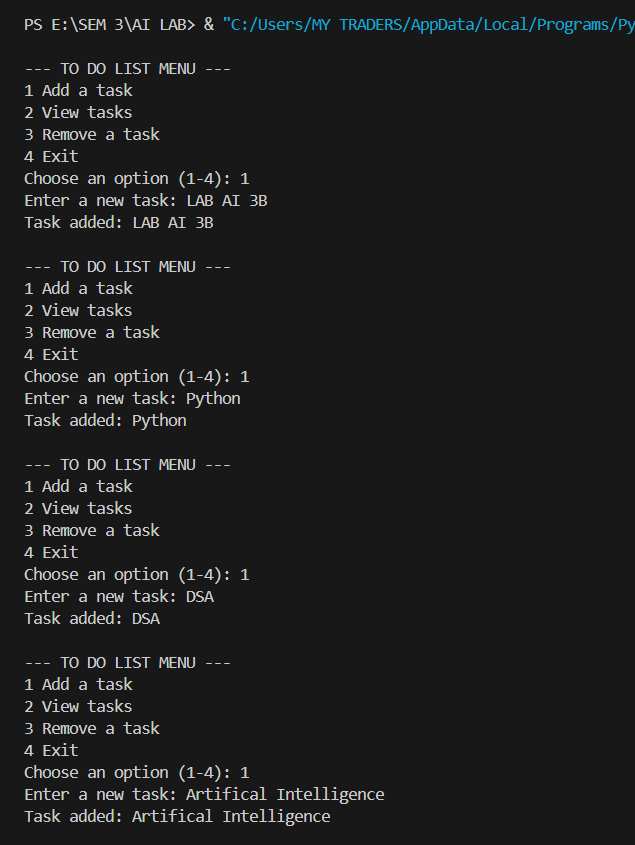 PS E:\SEM 3\AI LAB> & "C:/Users/MY TRADERS/AppData/Local/Programs/Py
--- TO DO LIST MENU ---
1 Add a task
2 View tasks
3 Remove a task
4 Exit
Choose an option (1-4): 1
Enter a new task: LAB AI 3B
Task added: LAB AI 3B
--- TO DO LIST MENU ---
1 Add a task
2 View tasks
3 Remove a task
4 Exit
Choose an option (1-4): 1
Enter a new task: Python
Task added: Python
--- TO DO LIST MENU ---
1 Add a task
2 View tasks
3 Remove a task
4 Exit
Choose an option (1-4): 1
Enter a new task: DSA
Task added: DSA
--- TO DO LIST MENU ---
1 Add a task
2 View tasks
3 Remove a task
4 Exit
Choose an option (1-4): 1
Enter a new task: Artifical Intelligence
Task added: Artifical Intelligence